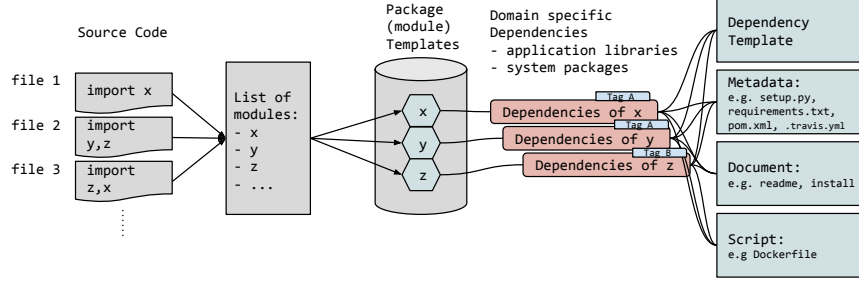 Source Code
file 1
import x
file 2
import
y,z
file 3
import
z,x
List of
modules:
- x
- y
- z
- ...
Package
(module)
Templates
x
y
z
Domain specific
Dependencies
- application libraries
- system packages
Tag A
Dependencies of x
Tag A
Dependencies of y
Tag B
Dependencies of z
Dependency
Template
Metadata:
e.g. setup.py,
requirements.txt,
pom.xml, .travis.yml
Document:
e.g. readme, install
Script:
e.g Dockerfile